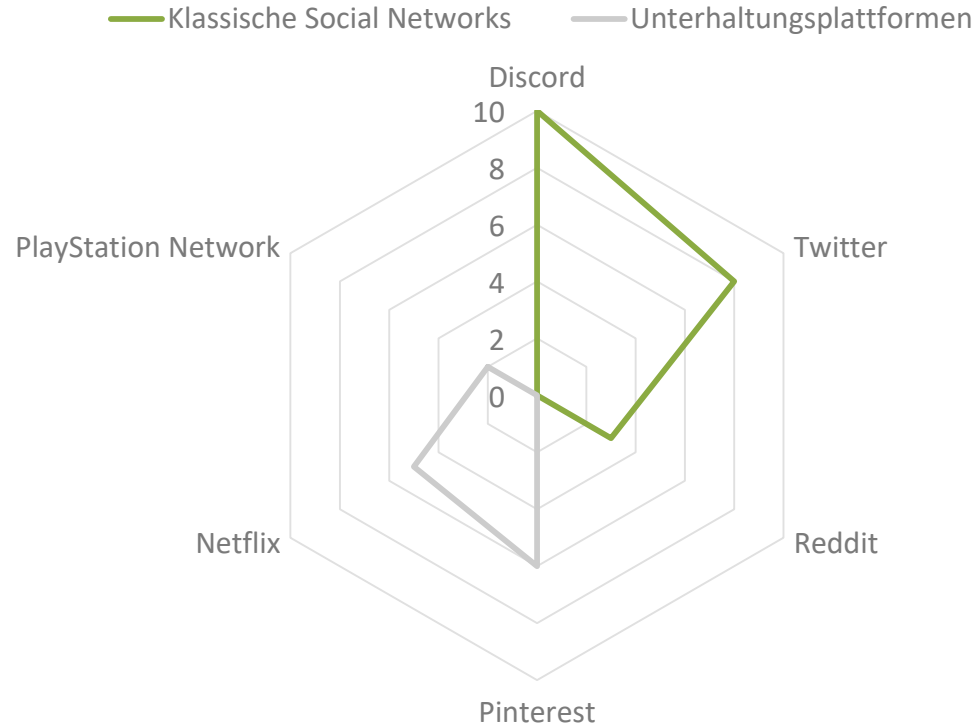 Klassische Social Networks Unterhaltungsplattformen
Discord
10
8
PlayStation Network Twitter
6
4
2
0
Netflix Reddit
Pinterest